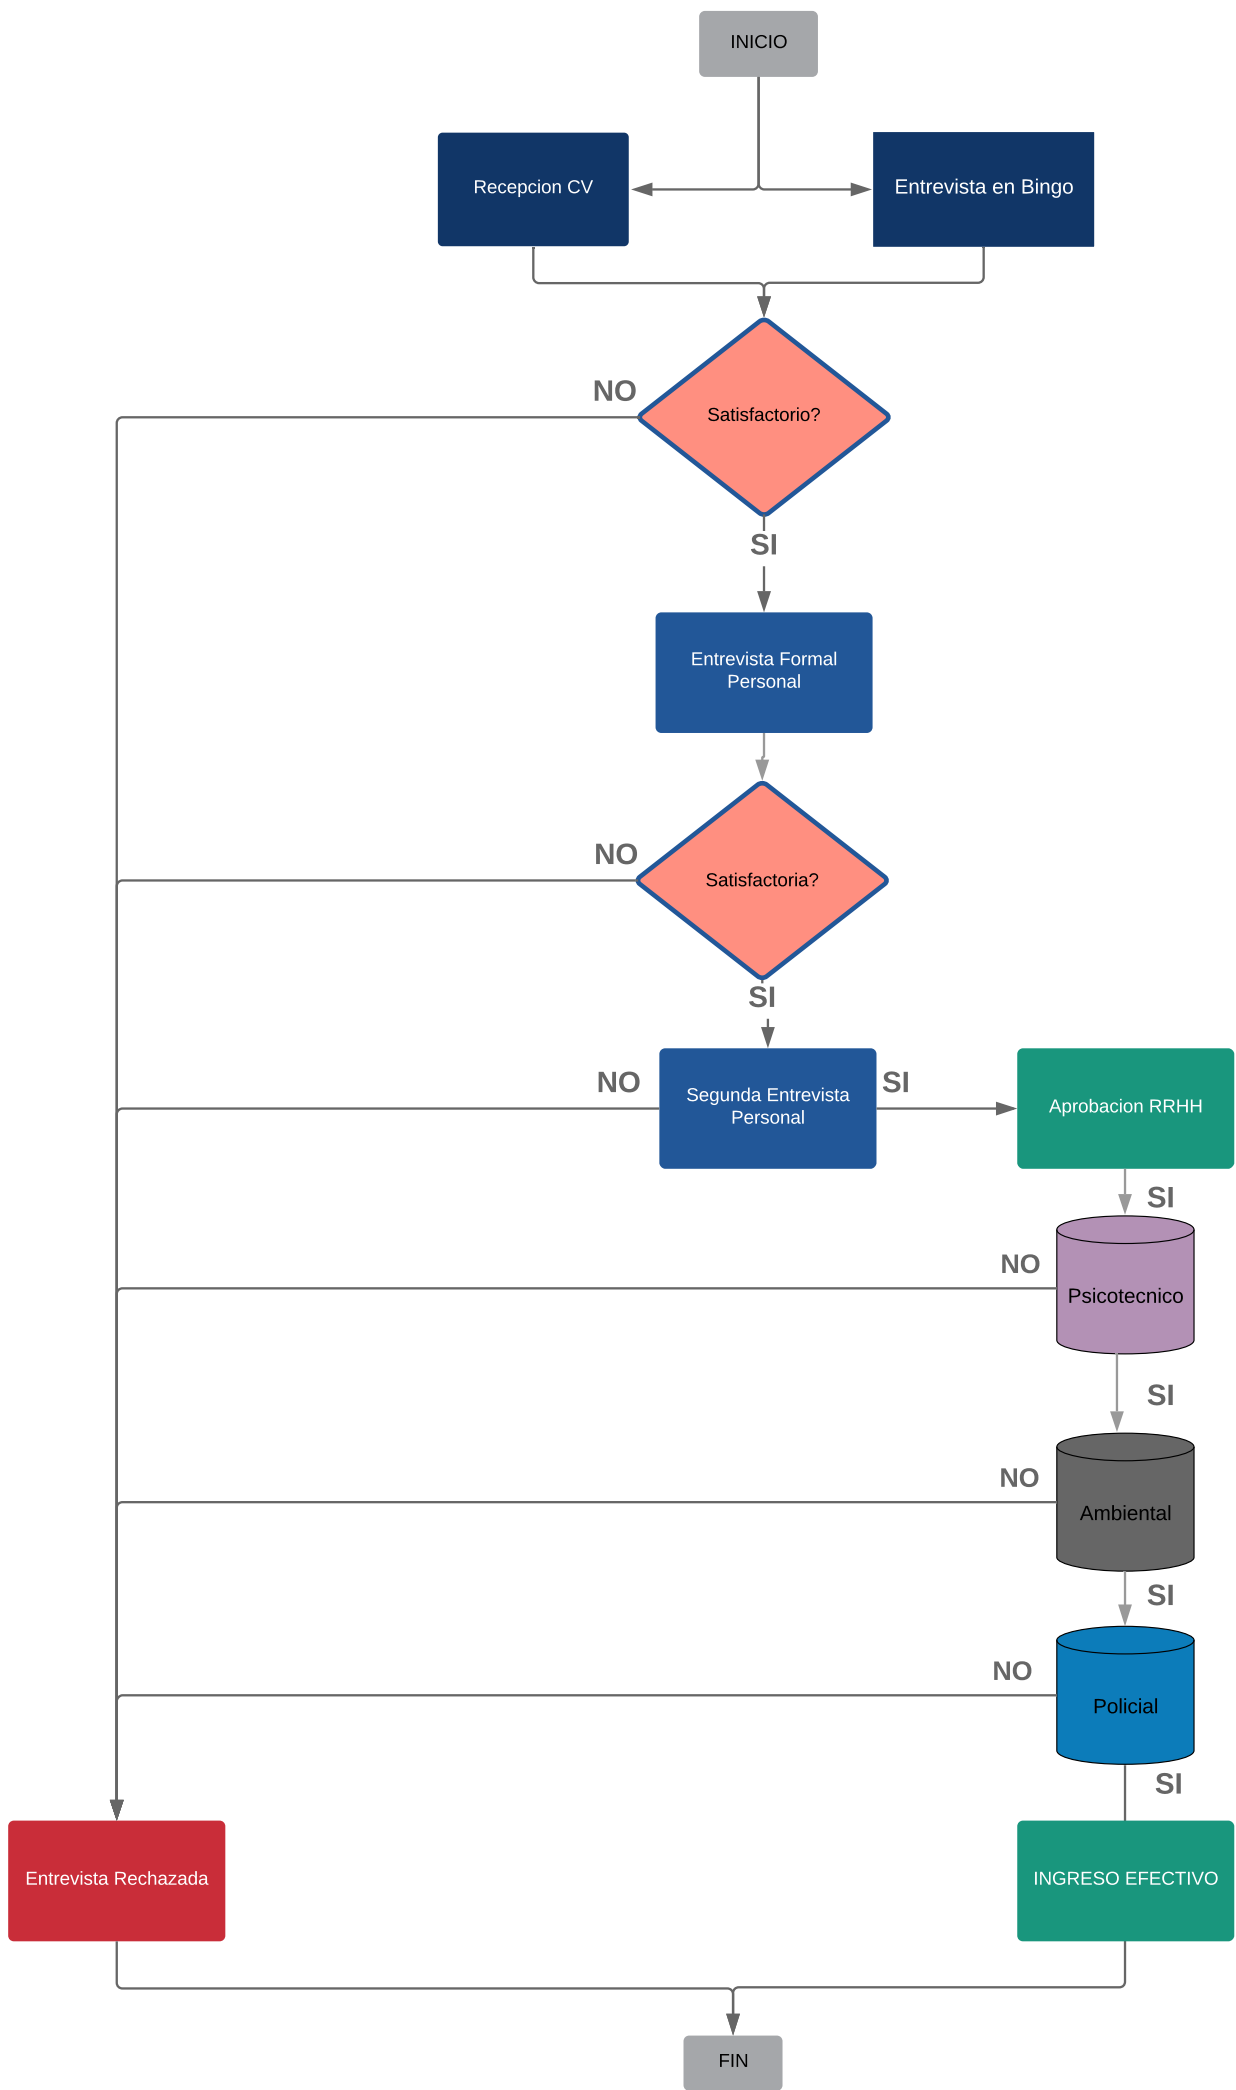 INICIO
Recepcion CV
Entrevista en Bingo
NO
Satisfactorio?
SI
Entrevista Formal
Personal
NO
Satisfactoria?
SI
NO
Segunda Entrevista
Personal
SI
Aprobacion RRHH
SI
NO
Psicotecnico
SI
NO
Ambiental
SI
NO
Policial
SI
Entrevista Rechazada
INGRESO EFECTIVO
FIN